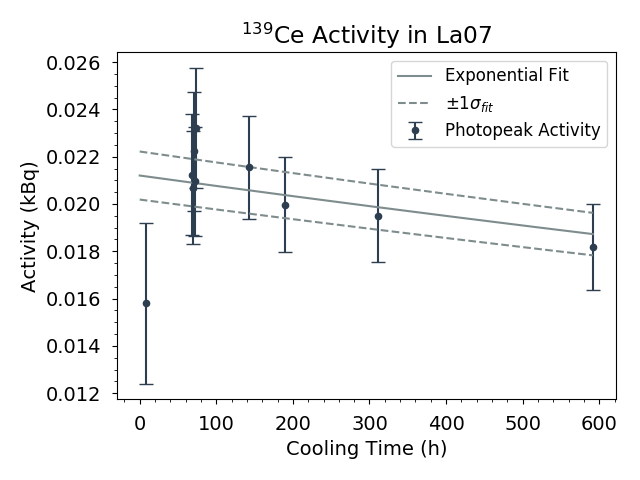 ¹³⁹Ce Activity in La07
Activity (kBq)
0.026
0.024
0.022
0.020
0.018
0.016
0.014
0.012
Exponential Fit
±1σ_fit
Photopeak Activity
0 100 200 300 400 500 600
Cooling Time (h)